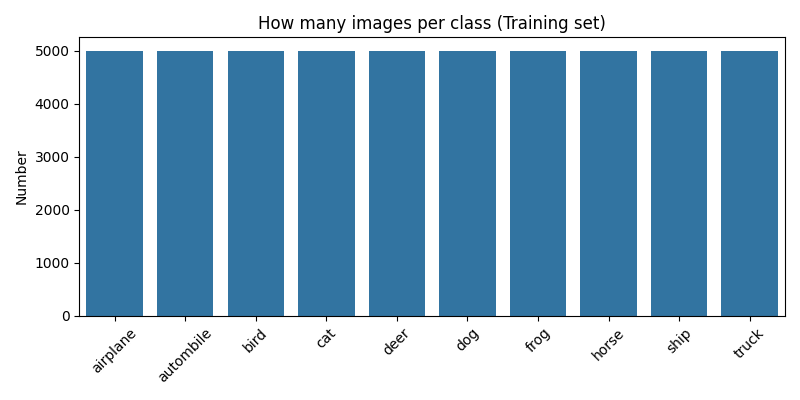 How many images per class (Training set)
Number
5000
4000
3000
2000
1000
0
airplane
autombile
bird
cat
deer
dog
frog
horse
ship
truck